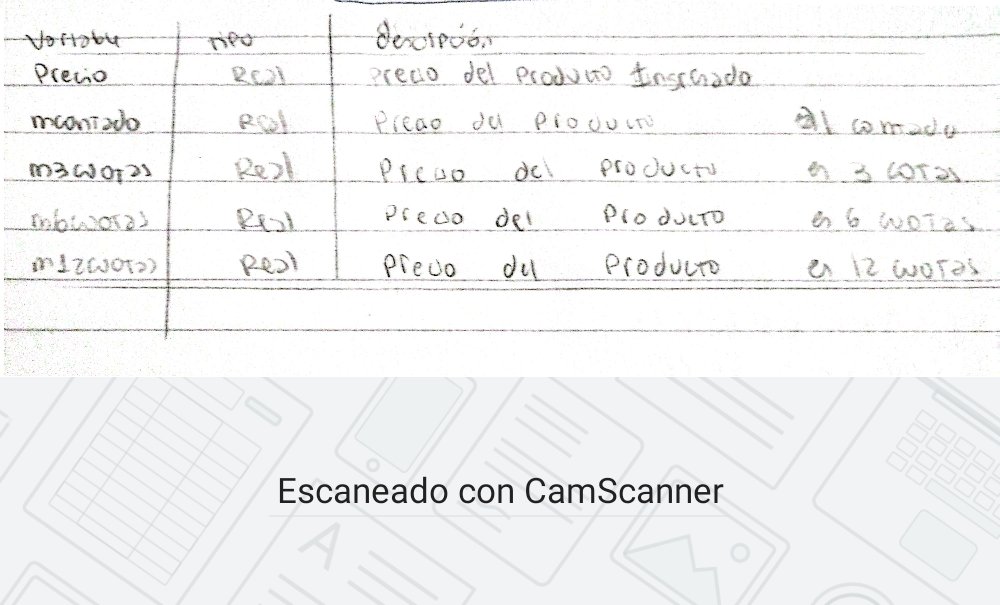 Variable tipo descripción
Precio Real Precio del Producto Ingresado
mcontado Real Precio del Producto al contado
m3cuotas Real Precio del producto en 3 cuotas
m6cuotas Real Precio del Producto en 6 cuotas
m12cuotas Real Precio del Producto en 12 cuotas
Escaneado con CamScanner